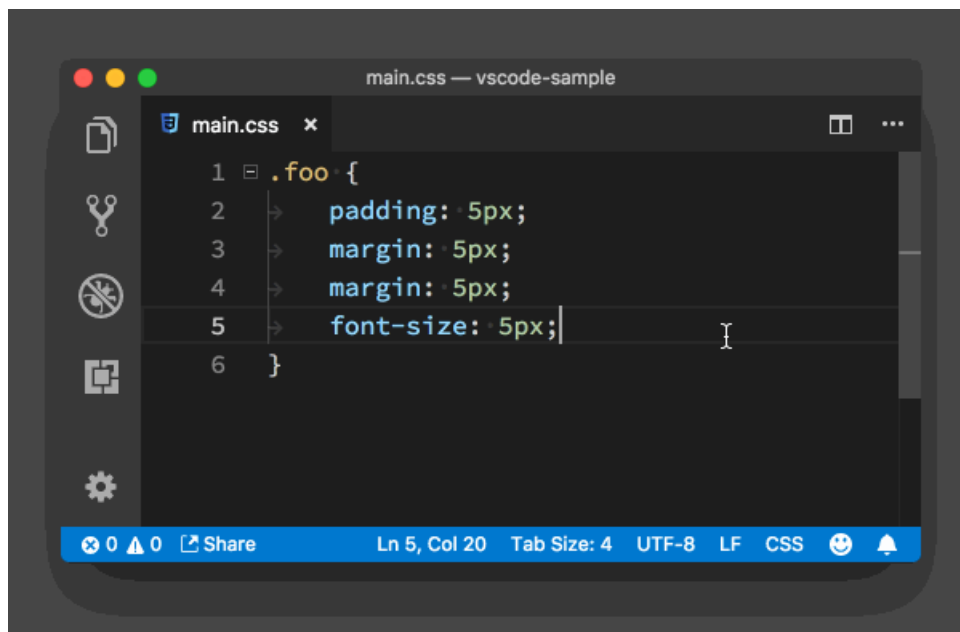 main.css — vscode-sample
main.css
1 .foo {
2 padding: 5px;
3 margin: 5px;
4 margin: 5px;
5 font-size: 5px;
6 }
0 0 Share Ln 5, Col 20 Tab Size: 4 UTF-8 LF CSS